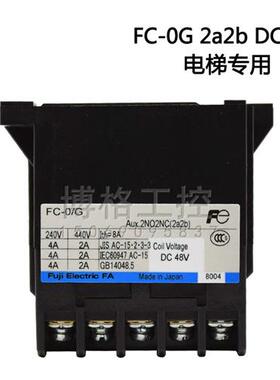 FC-0G 2a2b DC
电梯专用
博格工控
Aux.2NO2NC(2a2b)
FC-0/G
Fe
240V 440V Ith=8A
4A 2A JIS AC-15-2-3-3 Coil Voltage
4A 2A IEC60947,AC-15 DC 48V
4A 2A GB14048.5
Fuji Electric FA Made in Japan 8004